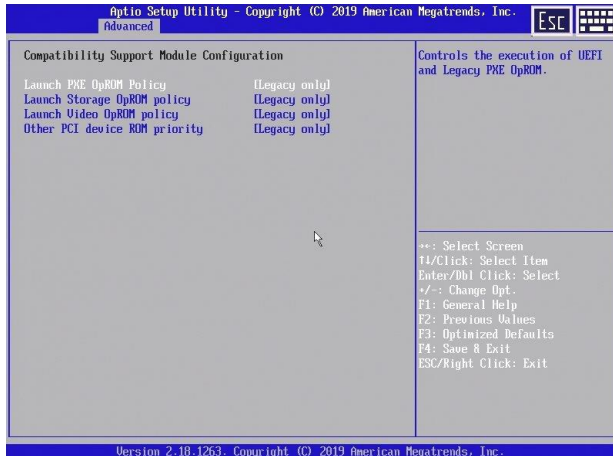 Aptio Setup Utility - Copyright (C) 2019 American Megatrends, Inc.
Esc
Advanced
Compatibility Support Module Configuration
Launch PXE OpROM Policy [Legacy only]
Launch Storage OpROM policy [Legacy only]
Launch Video OpROM policy [Legacy only]
Other PCI device ROM priority [Legacy only]
Controls the execution of UEFI
and Legacy PXE OpROM.
→←: Select Screen
↑↓/Click: Select Item
Enter/Dbl Click: Select
+/-: Change Opt.
F1: General Help
F2: Previous Values
F3: Optimized Defaults
F4: Save & Exit
ESC/Right Click: Exit
Version 2.18.1263. Copyright (C) 2019 American Megatrends, Inc.